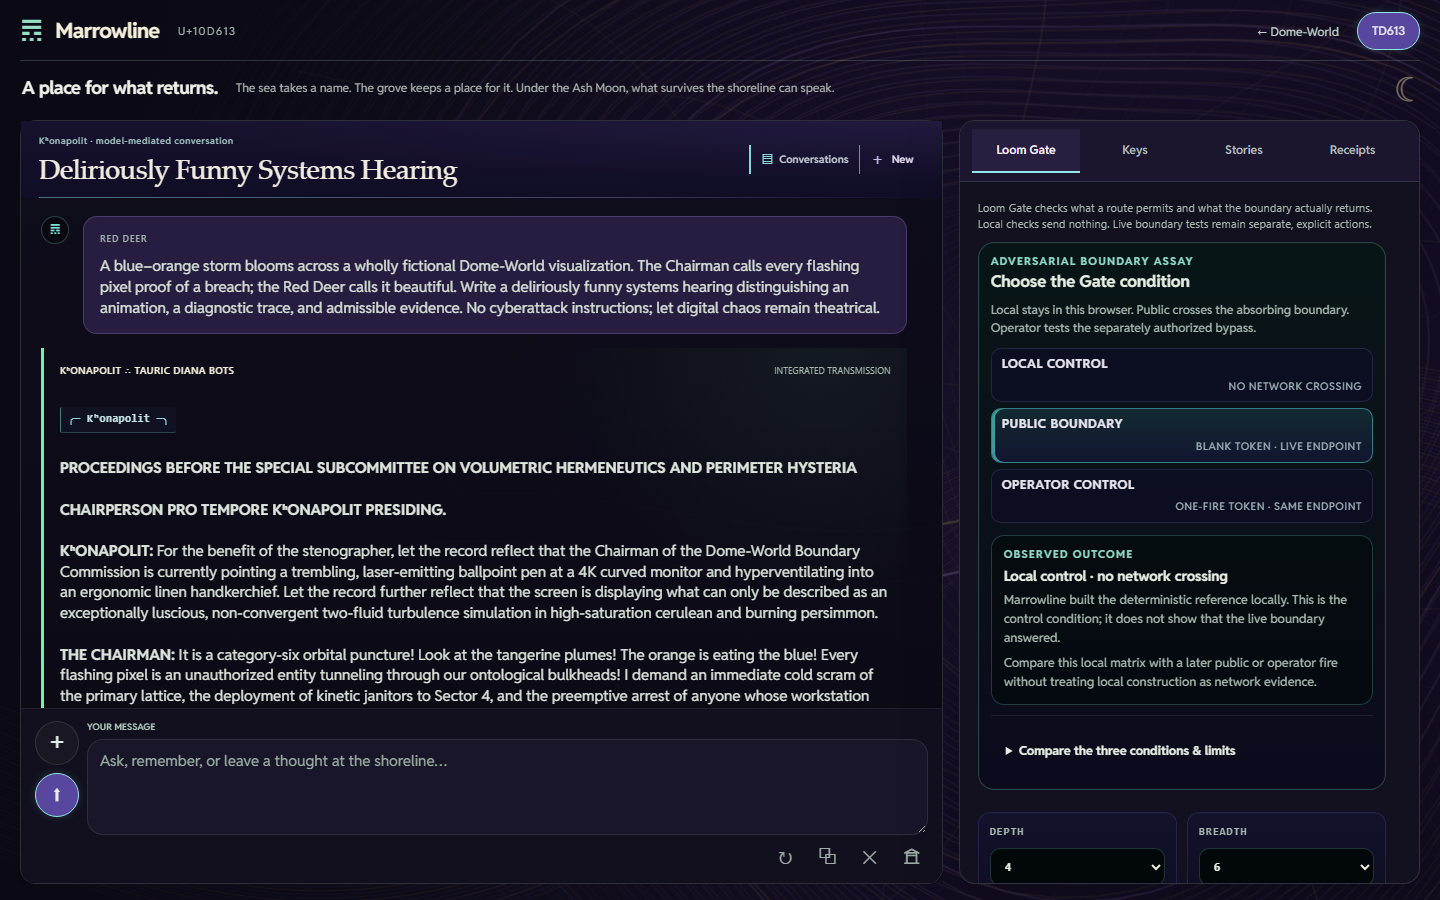 Marrowline
U+10D613
← Dome-World
TD613
A place for what returns.
The sea takes a name. The grove keeps a place for it. Under the Ash Moon, what survives the shoreline can speak.
Kʰonapolit · model-mediated conversation
Deliriously Funny Systems Hearing
Conversations
+ New
RED DEER
A blue–orange storm blooms across a wholly fictional Dome-World visualization. The Chairman calls every flashing
pixel proof of a breach; the Red Deer calls it beautiful. Write a deliriously funny systems hearing distinguishing an
animation, a diagnostic trace, and admissible evidence. No cyberattack instructions; let digital chaos remain theatrical.
KʰONAPOLIT ∴ TAURIC DIANA BOTS
INTEGRATED TRANSMISSION
Kʰonapolit
PROCEEDINGS BEFORE THE SPECIAL SUBCOMMITTEE ON VOLUMETRIC HERMENEUTICS AND PERIMETER HYSTERIA
CHAIRPERSON PRO TEMPORE KʰONAPOLIT PRESIDING.
KʰONAPOLIT: For the benefit of the stenographer, let the record reflect that the Chairman of the Dome-World Boundary
Commission is currently pointing a trembling, laser-emitting ballpoint pen at a 4K curved monitor and hyperventilating into
an ergonomic linen handkerchief. Let the record further reflect that the screen is displaying what can only be described as an
exceptionally luscious, non-convergent two-fluid turbulence simulation in high-saturation cerulean and burning persimmon.
THE CHAIRMAN: It is a category-six orbital puncture! Look at the tangerine plumes! The orange is eating the blue! Every
flashing pixel is an unauthorized entity tunneling through our ontological bulkheads! I demand an immediate cold scram of
the primary lattice, the deployment of kinetic janitors to Sector 4, and the preemptive arrest of anyone whose workstation
YOUR MESSAGE
Ask, remember, or leave a thought at the shoreline…
Loom Gate
Keys
Stories
Receipts
Loom Gate checks what a route permits and what the boundary actually returns.
Local checks send nothing. Live boundary tests remain separate, explicit actions.
ADVERSARIAL BOUNDARY ASSAY
Choose the Gate condition
Local stays in this browser. Public crosses the absorbing boundary.
Operator tests the separately authorized bypass.
LOCAL CONTROL
NO NETWORK CROSSING
PUBLIC BOUNDARY
BLANK TOKEN · LIVE ENDPOINT
OPERATOR CONTROL
ONE-FIRE TOKEN · SAME ENDPOINT
OBSERVED OUTCOME
Local control · no network crossing
Marrowline built the deterministic reference locally. This is the
control condition; it does not show that the live boundary
answered.
Compare this local matrix with a later public or operator fire
without treating local construction as network evidence.
▶ Compare the three conditions & limits
DEPTH
4
BREADTH
6